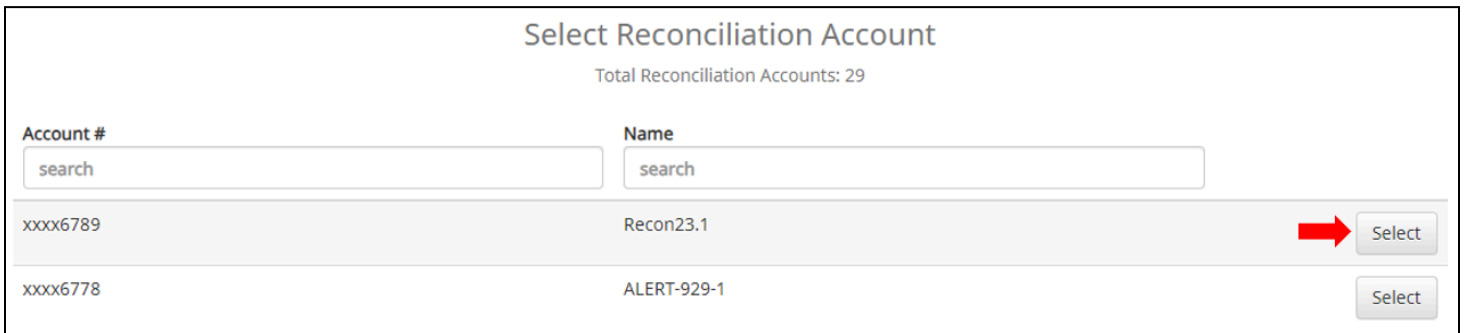 Select Reconciliation Account
Total Reconciliation Accounts: 29
Account # Name
search search
xxxx6789 Recon23.1 Select
xxxx6778 ALERT-929-1 Select